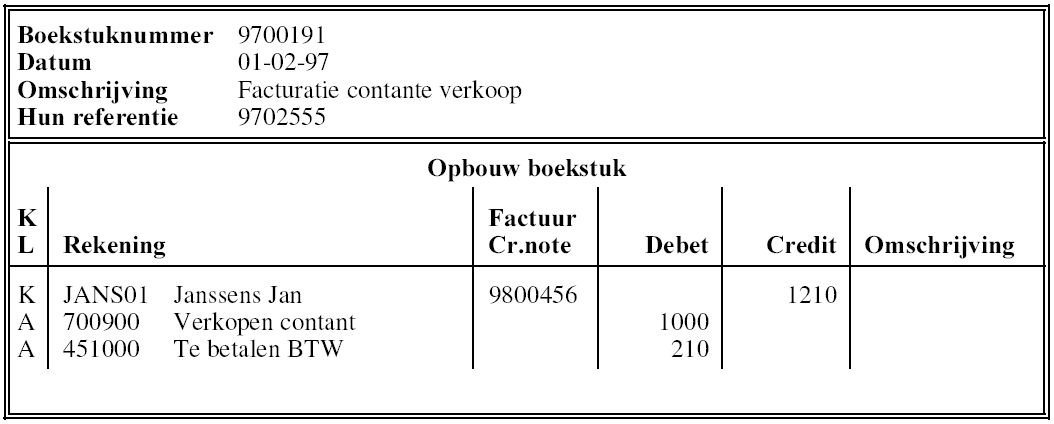 Boekstuknummer 9700191
Datum 01-02-97
Omschrijving Facturatie contante verkoop
Hun referentie 9702555
Opbouw boekstuk
K Factuur
L Rekening Cr.note Debet Credit Omschrijving
K JANS01 Janssens Jan 9800456 1210
A 700900 Verkopen contant 1000
A 451000 Te betalen BTW 210